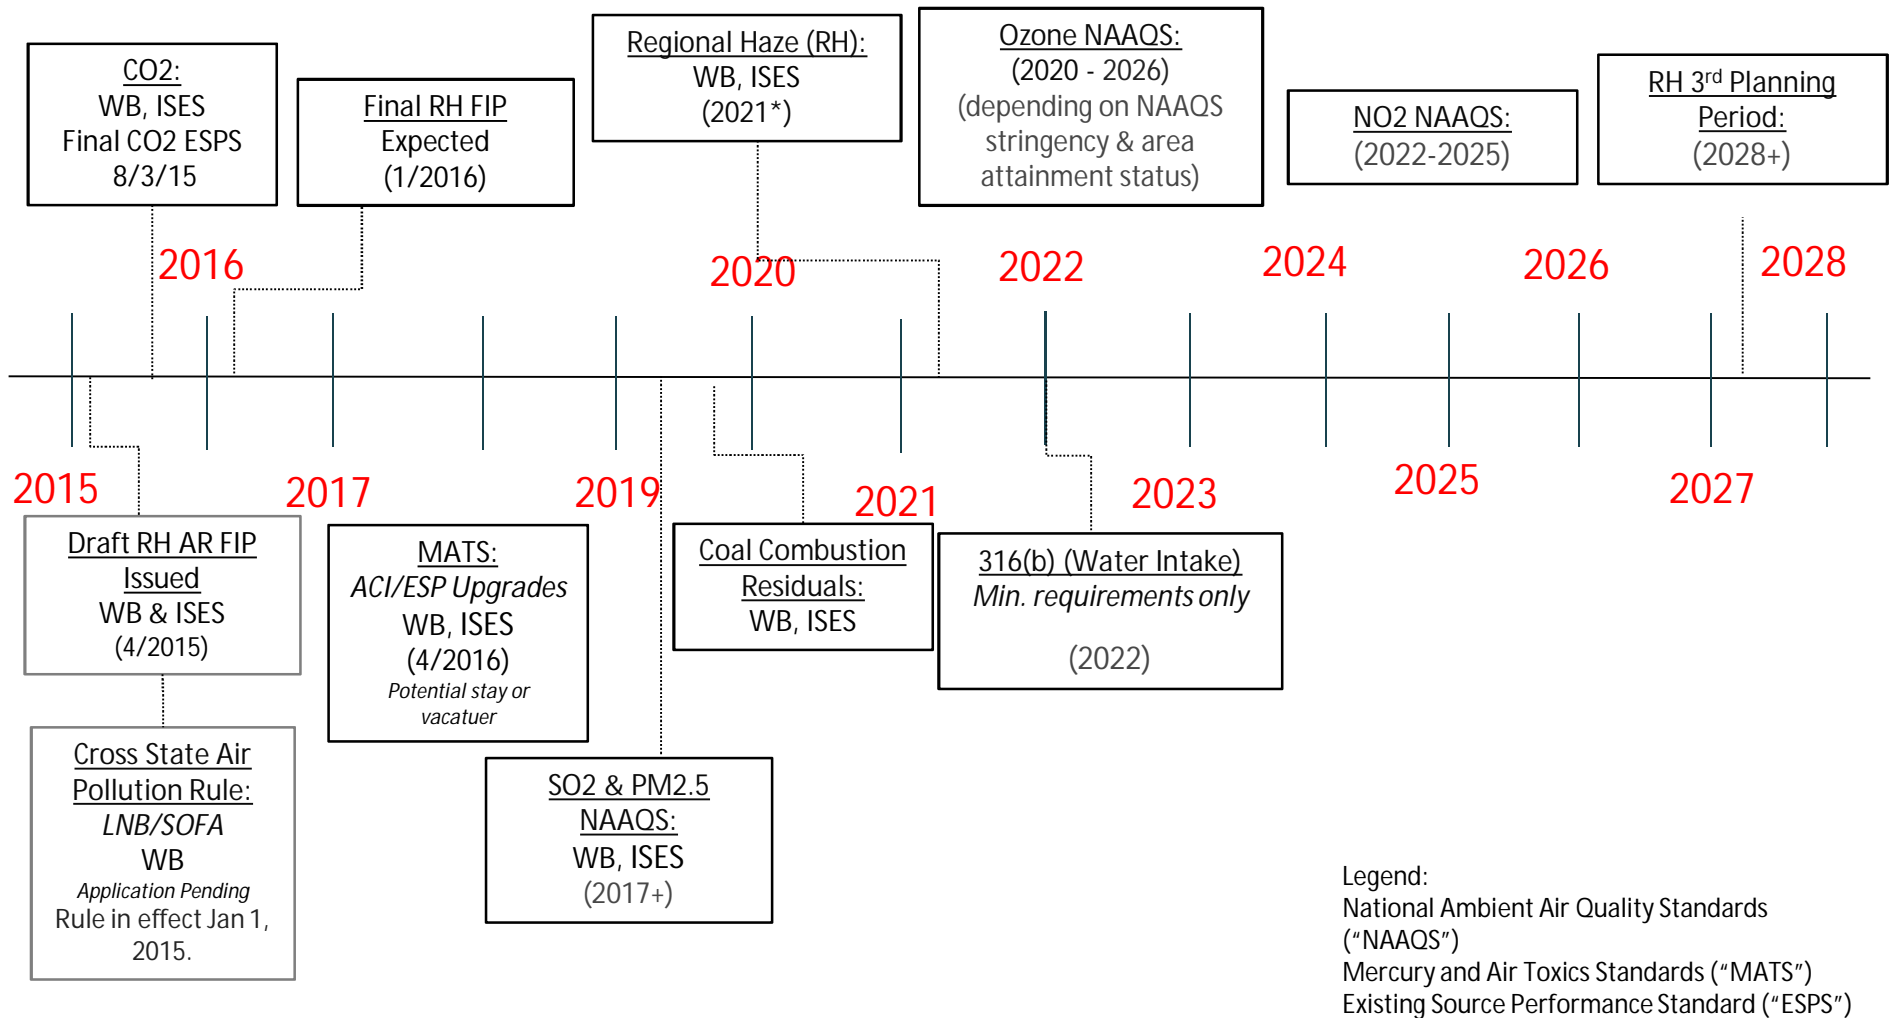 CO2:
WB, ISES
Final CO2 ESPS
8/3/15
Final RH FIP
Expected
(1/2016)
Regional Haze (RH):
WB, ISES
(2021*)
Ozone NAAQS:
(2020 - 2026)
(depending on NAAQS
stringency & area
attainment status)
NO2 NAAQS:
(2022-2025)
RH 3rd Planning
Period:
(2028+)
2016
2020
2022
2024
2026
2028
2015
2017
2019
2021
2023
2025
2027
Draft RH AR FIP
Issued
WB & ISES
(4/2015)
MATS:
ACI/ESP Upgrades
WB, ISES
(4/2016)
Potential stay or
vacatuer
Coal Combustion
Residuals:
WB, ISES
316(b) (Water Intake)
Min. requirements only
(2022)
Cross State Air
Pollution Rule:
LNB/SOFA
WB
Application Pending
Rule in effect Jan 1,
2015.
SO2 & PM2.5
NAAQS:
WB, ISES
(2017+)
Legend:
National Ambient Air Quality Standards
(“NAAQS”)
Mercury and Air Toxics Standards (“MATS”)
Existing Source Performance Standard (“ESPS”)